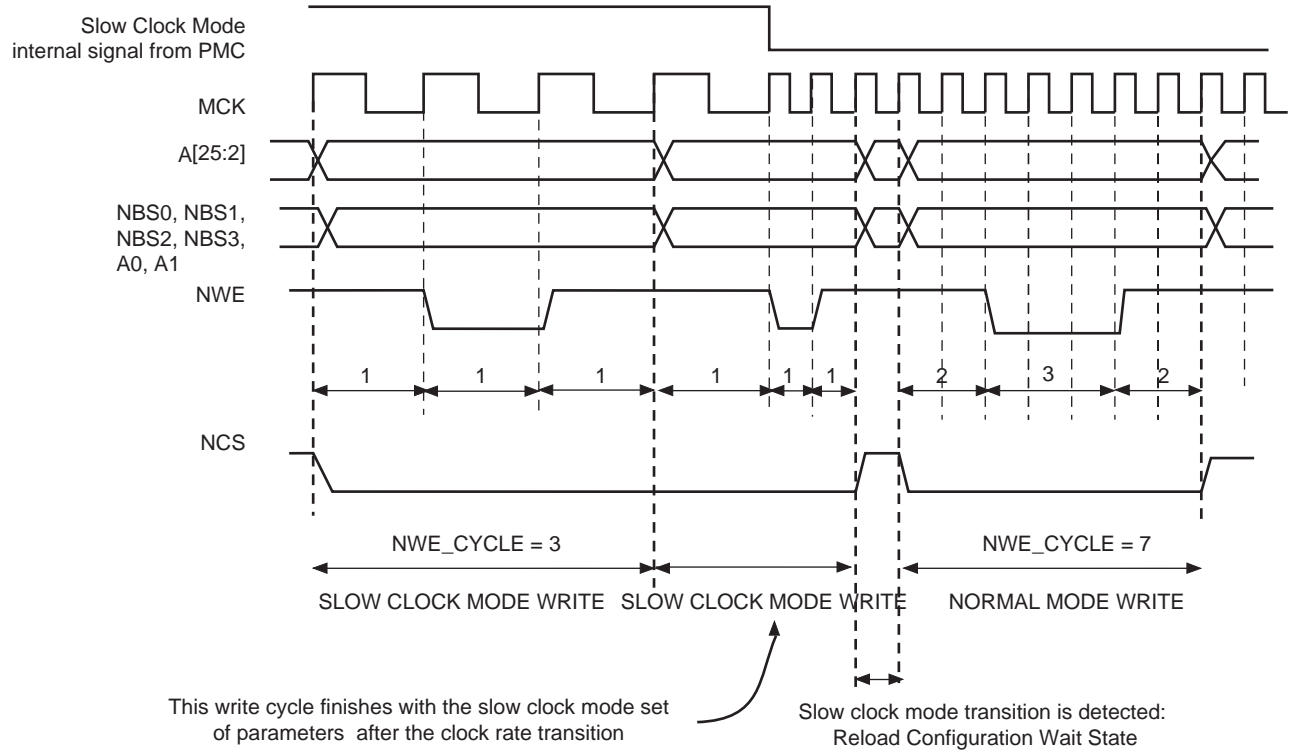 Slow Clock Mode
internal signal from PMC
MCK
A[25:2]
NBS0, NBS1,
NBS2, NBS3,
A0, A1
NWE
1 1 1 1 1 1 2 3 2
NCS
NWE_CYCLE = 3 NWE_CYCLE = 7
SLOW CLOCK MODE WRITE SLOW CLOCK MODE WRITE NORMAL MODE WRITE
This write cycle finishes with the slow clock mode set
of parameters after the clock rate transition
Slow clock mode transition is detected:
Reload Configuration Wait State